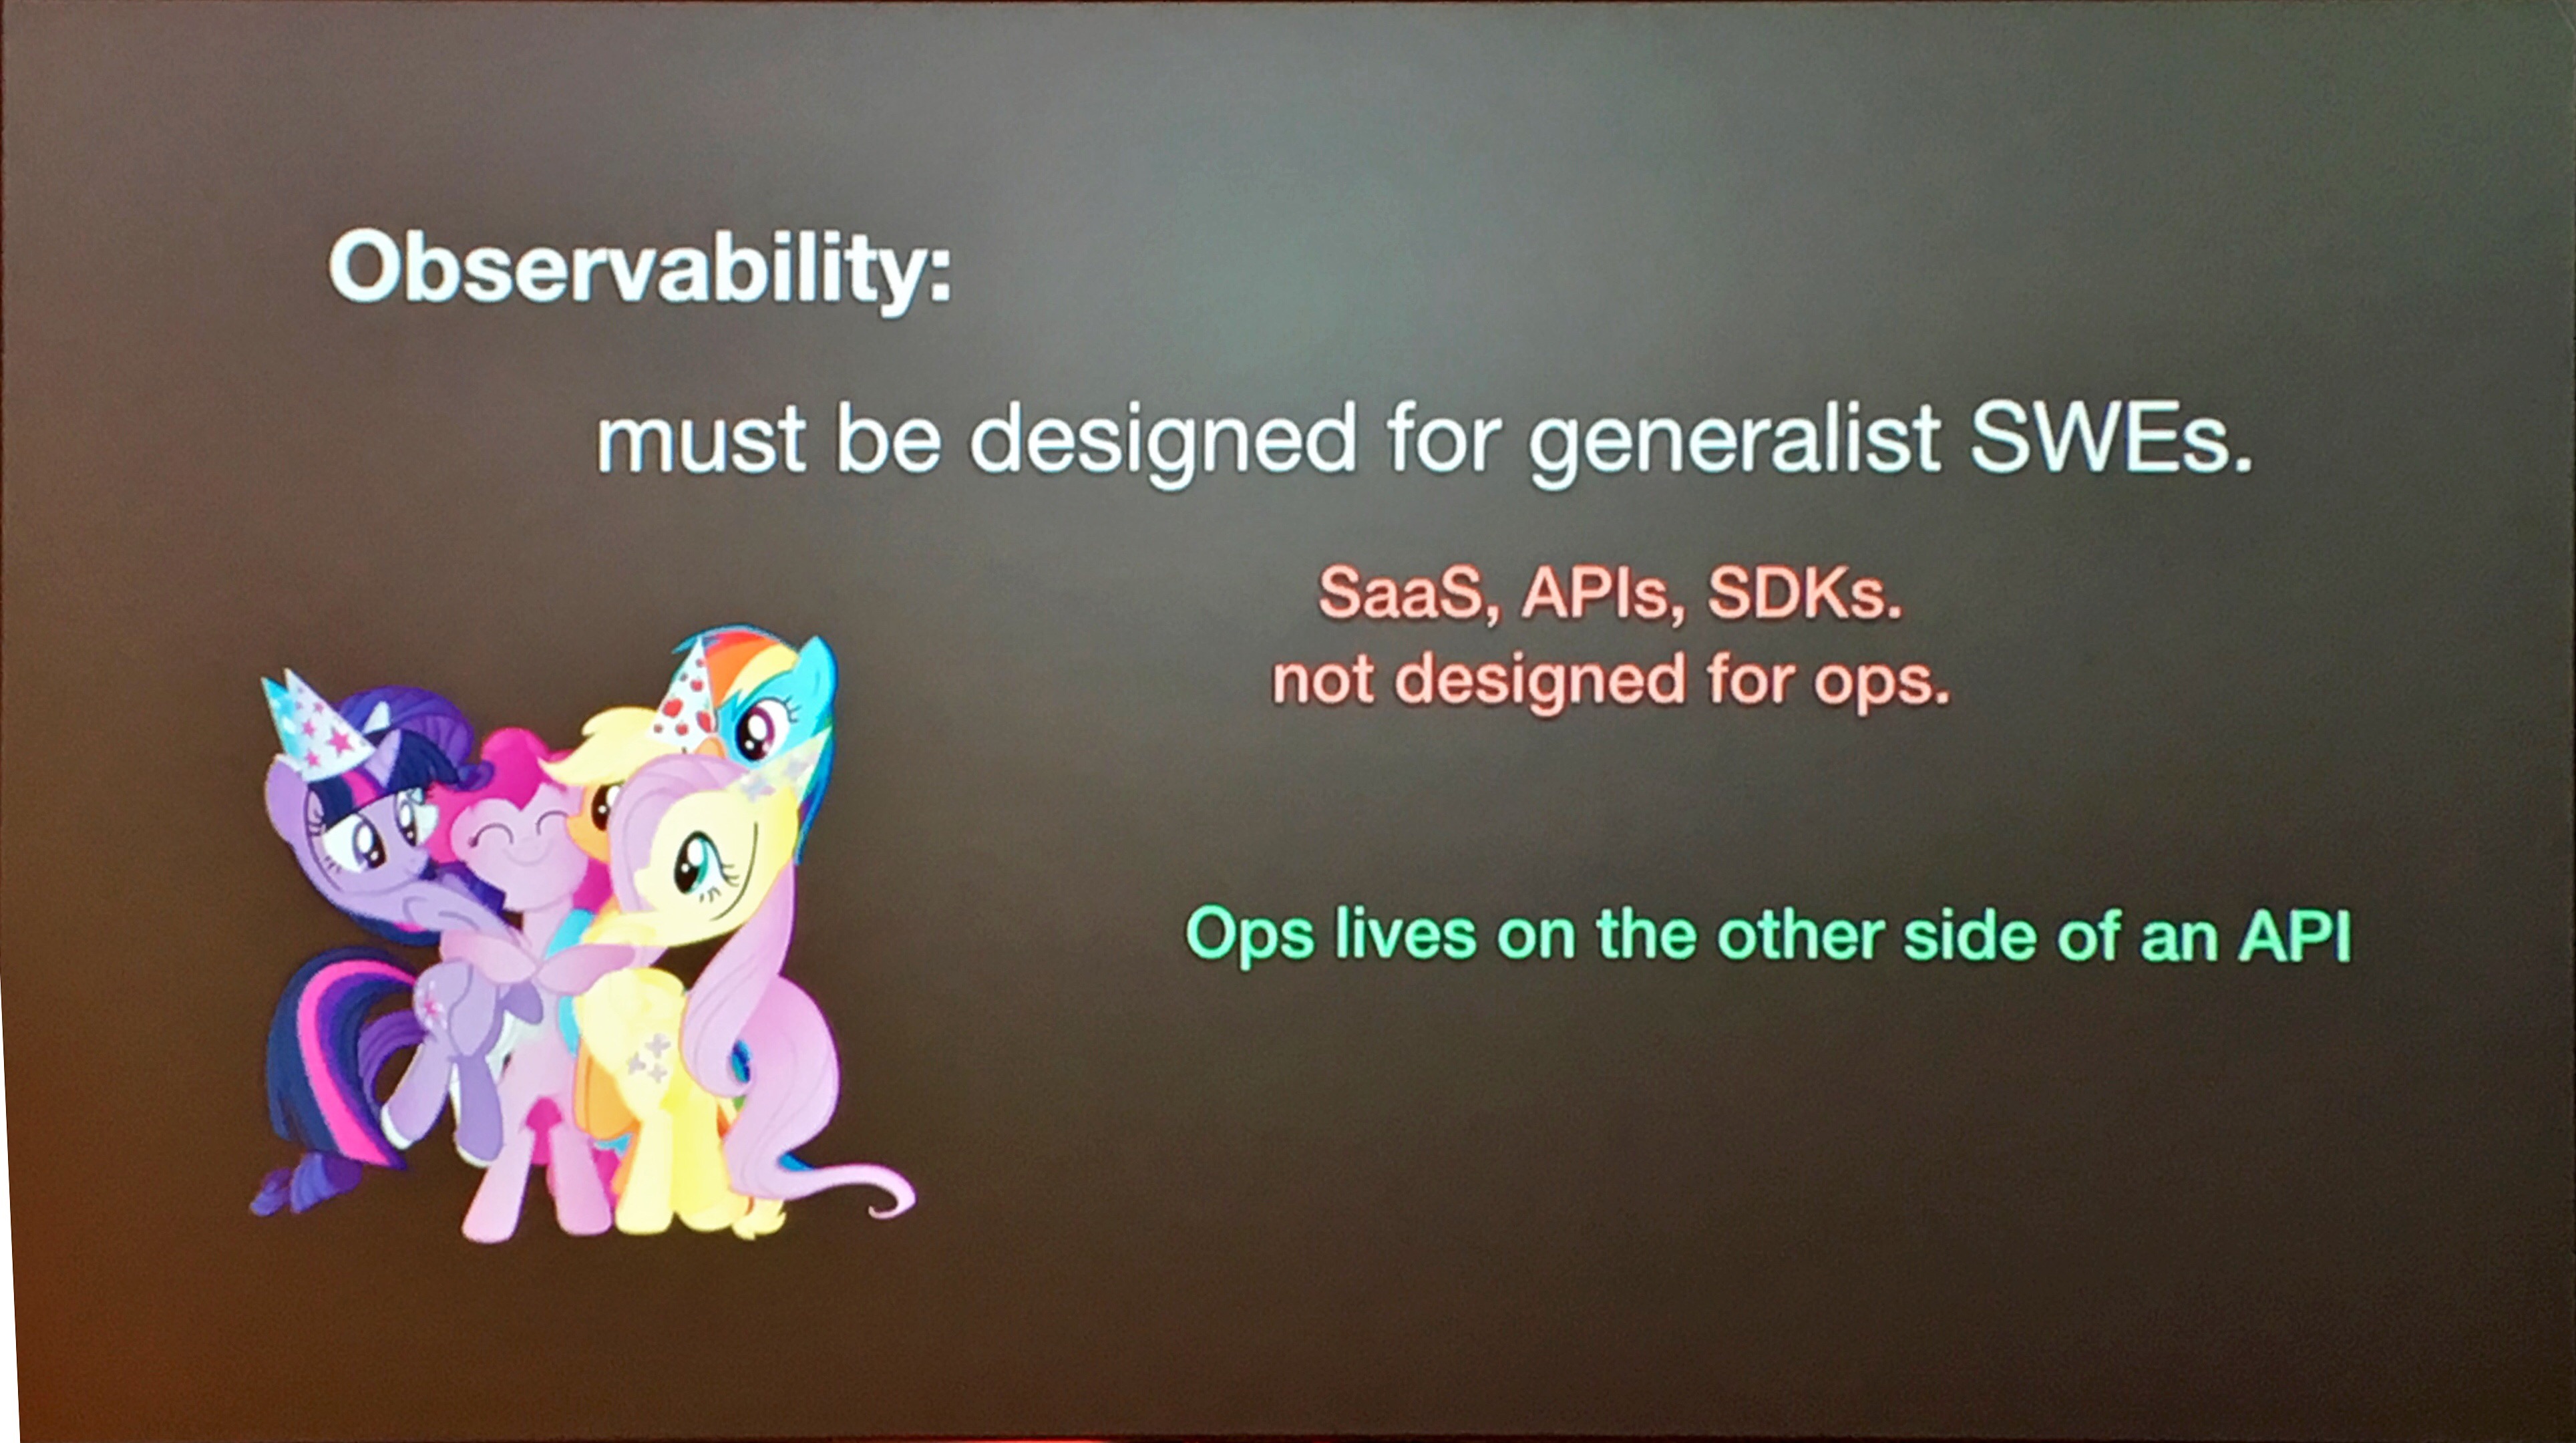 Observability:
must be designed for generalist SWEs.
SaaS, APIs, SDKs.
not designed for ops.
Ops lives on the other side of an API